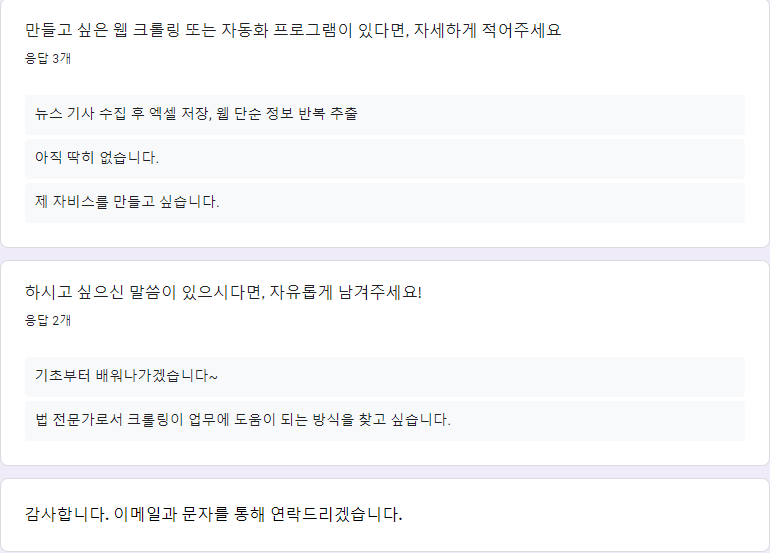 만들고 싶은 웹 크롤링 또는 자동화 프로그램이 있다면, 자세하게 적어주세요
응답 3개
뉴스 기사 수집 후 엑셀 저장, 웹 단순 정보 반복 추출
아직 딱히 없습니다.
제 자비스를 만들고 싶습니다.
하시고 싶으신 말씀이 있으시다면, 자유롭게 남겨주세요!
응답 2개
기초부터 배워나가겠습니다~
법 전문가로서 크롤링이 업무에 도움이 되는 방식을 찾고 싶습니다.
감사합니다. 이메일과 문자를 통해 연락드리겠습니다.